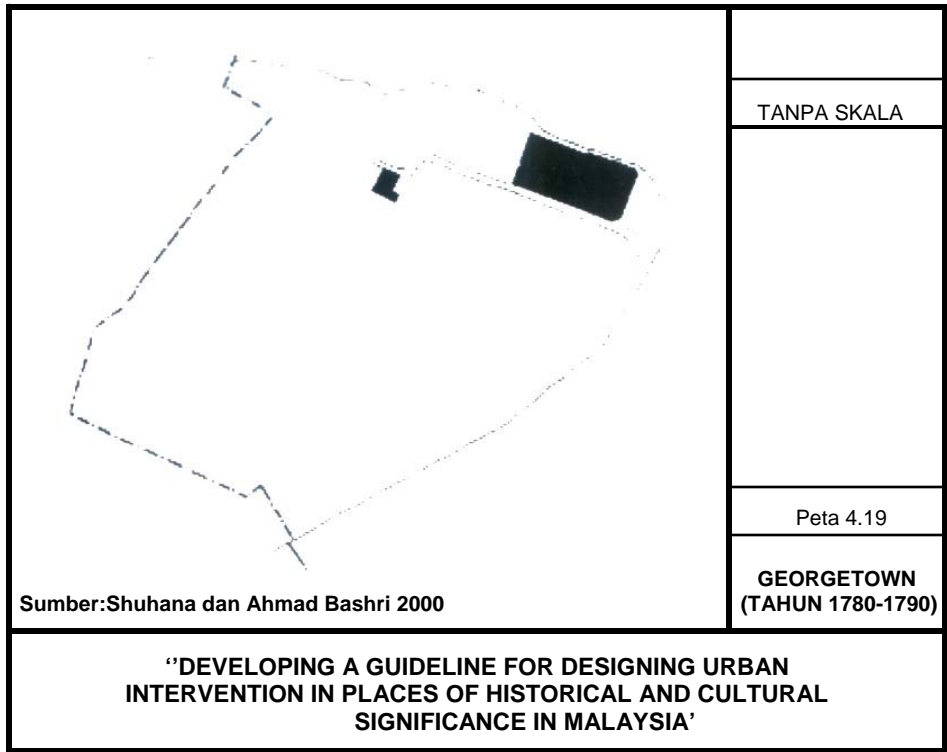 TANPA SKALA
Peta 4.19
GEORGETOWN
(TAHUN 1780-1790)
Sumber:Shuhana dan Ahmad Bashri 2000
‘’DEVELOPING A GUIDELINE FOR DESIGNING URBAN
INTERVENTION IN PLACES OF HISTORICAL AND CULTURAL
SIGNIFICANCE IN MALAYSIA’